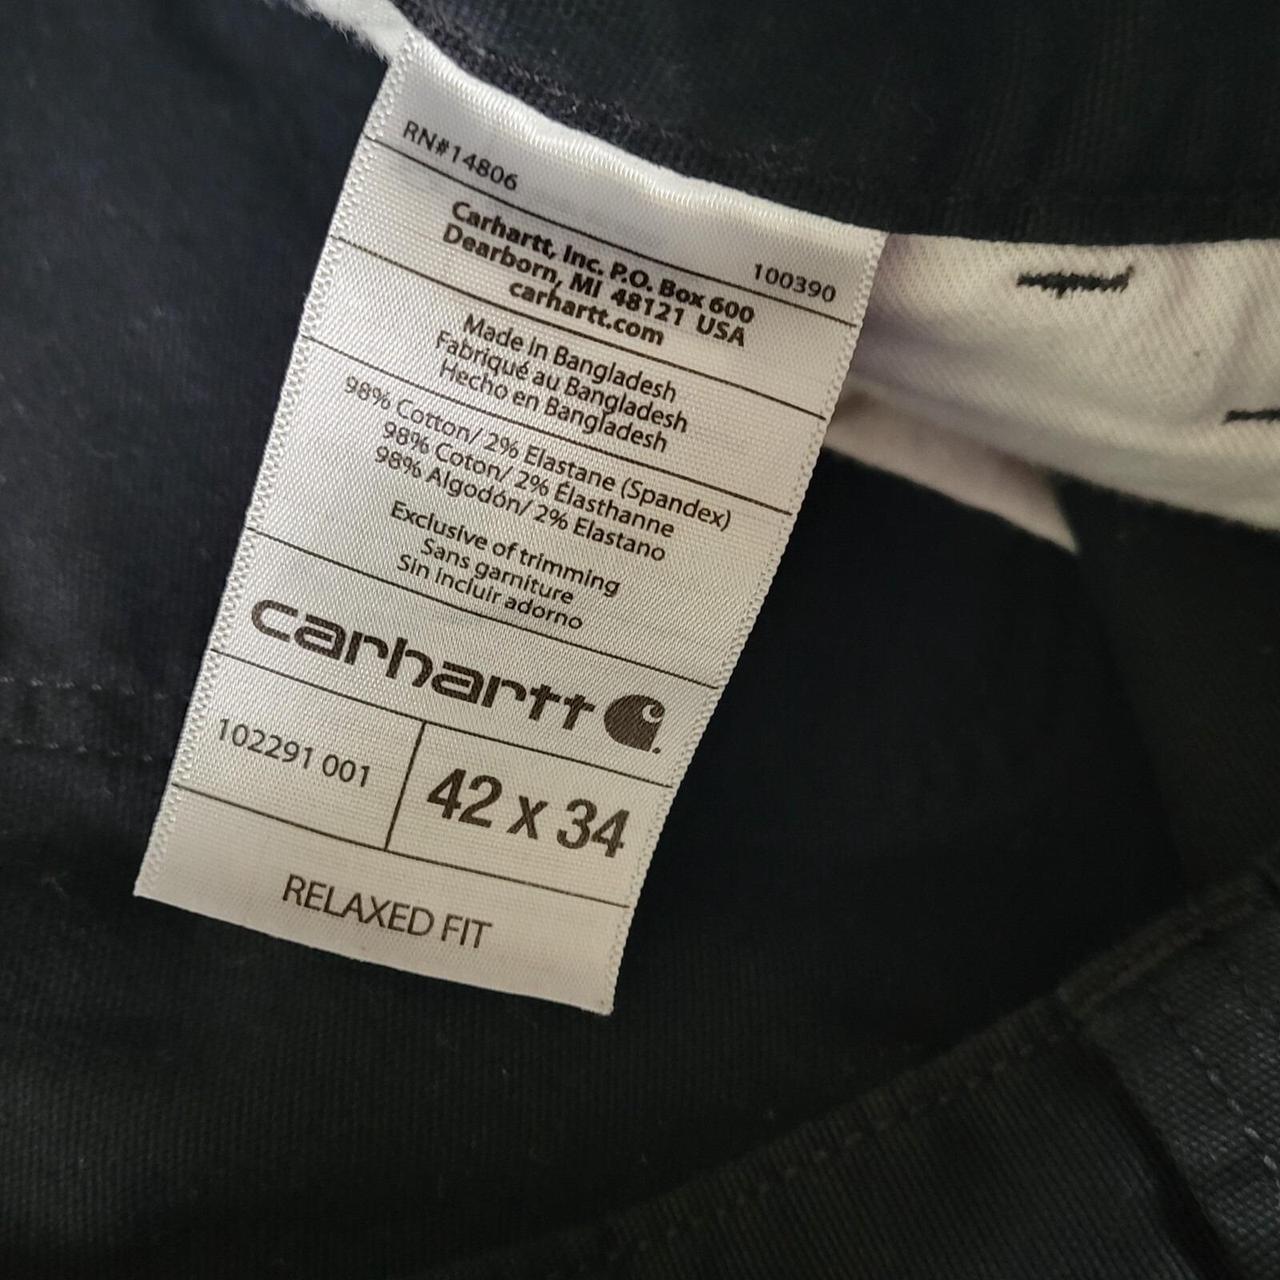 RN#14806
100390
Carhartt, Inc. P.O. Box 600
Dearborn, MI 48121 USA
carhartt.com
Made in Bangladesh
Fabriqué au Bangladesh
Hecho en Bangladesh
98% Cotton/ 2% Elastane (Spandex)
98% Coton/ 2% Élasthanne
98% Algodón/ 2% Elastano
Exclusive of trimming
Sans garniture
Sin incluir adorno
carhartt
102291 001
42 x 34
RELAXED FIT